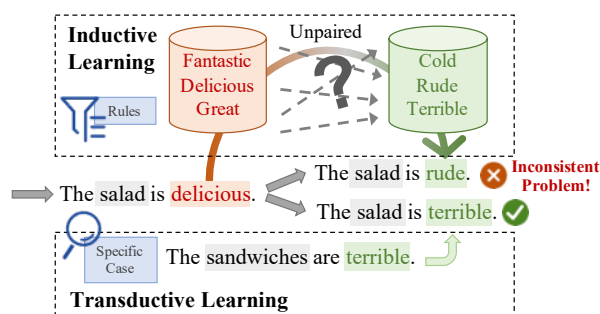 Inductive
Learning
Rules
Fantastic
Delicious
Great
Unpaired
?
Cold
Rude
Terrible
The salad is delicious.
The salad is rude.
Inconsistent
Problem!
The salad is terrible.
Specific
Case
The sandwiches are terrible.
Transductive Learning